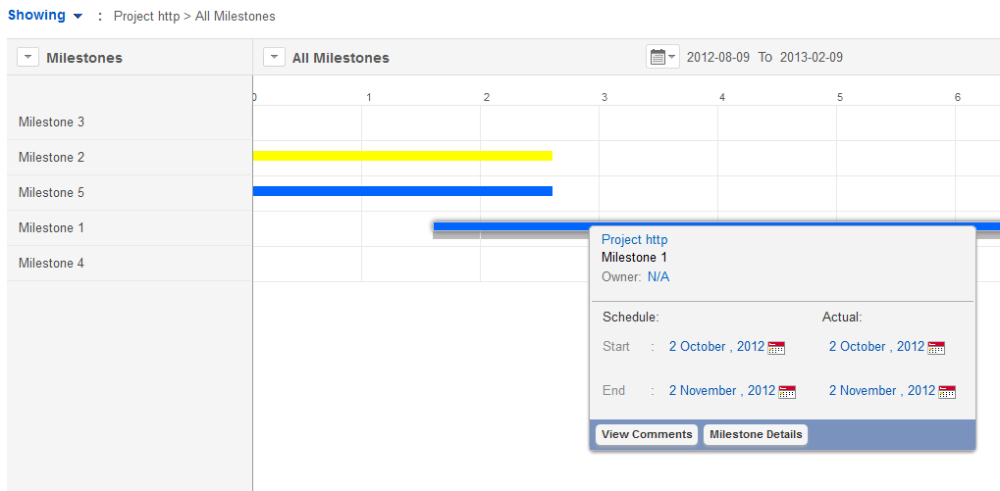 Showing : Project http > All Milestones
Milestones All Milestones 2012-08-09 To 2013-02-09
0 1 2 3 4 5 6
Milestone 3
Milestone 2
Milestone 5
Milestone 1
Milestone 4
Project http
Milestone 1
Owner: N/A
Schedule: Actual:
Start : 2 October , 2012 2 October , 2012
End : 2 November , 2012 2 November , 2012
View Comments Milestone Details